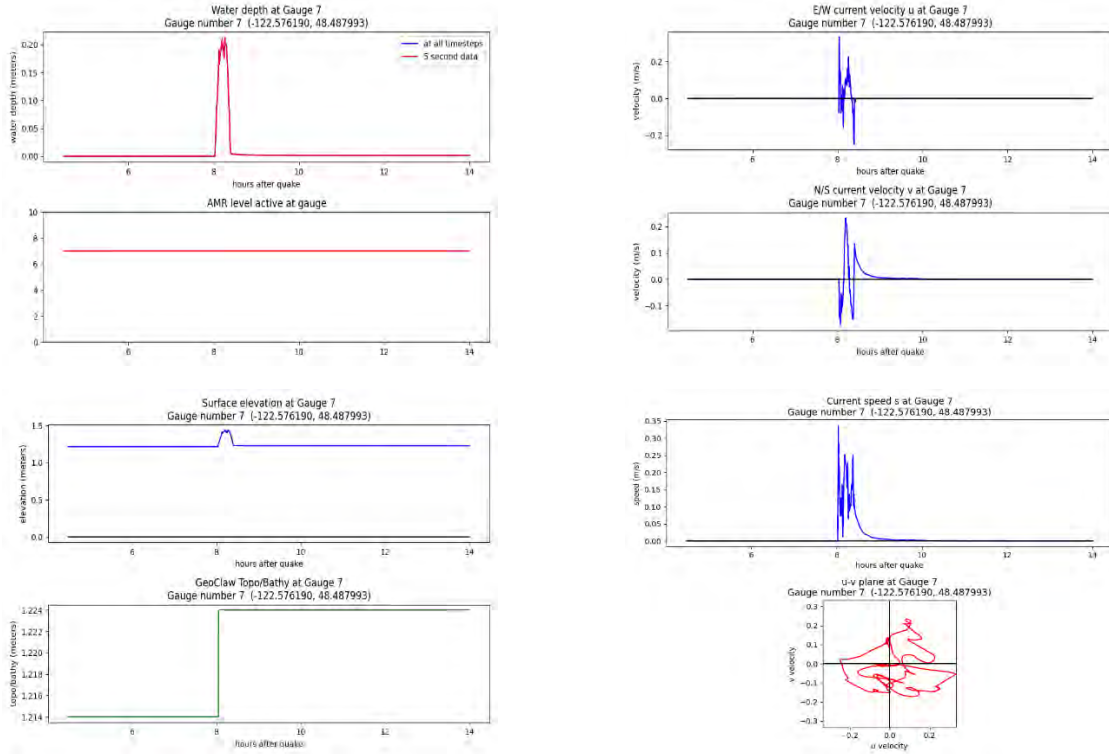 Water depth at Gauge 7
Gauge number 7 (-122.576190, 48.487993)
at all timesteps
5 second data
water depth (meters)
0.20
0.15
0.10
0.05
0.00
6 8 10 12 14
hours after quake
AMR level active at gauge
10
8
6
4
2
0
6 8 10 12 14
hours after quake
Surface elevation at Gauge 7
Gauge number 7 (-122.576190, 48.487993)
elevation (meters)
1.5
1.0
0.5
0.0
6 8 10 12 14
hours after quake
GeoClaw Topo/Bathy at Gauge 7
Gauge number 7 (-122.576190, 48.487993)
topo/bathy (meters)
1.224
1.222
1.220
1.218
1.216
1.214
6 8 10 12 14
hours after quake
E/W current velocity u at Gauge 7
Gauge number 7 (-122.576190, 48.487993)
velocity (m/s)
0.2
0.0
−0.2
6 8 10 12 14
hours after quake
N/S current velocity v at Gauge 7
Gauge number 7 (-122.576190, 48.487993)
velocity (m/s)
0.2
0.1
0.0
−0.1
6 8 10 12 14
hours after quake
Current speed s at Gauge 7
Gauge number 7 (-122.576190, 48.487993)
speed (m/s)
0.35
0.30
0.25
0.20
0.15
0.10
0.05
0.00
6 8 10 12 14
hours after quake
u-v plane at Gauge 7
Gauge number 7 (-122.576190, 48.487993)
v velocity
0.3
0.2
0.1
0.0
−0.1
−0.2
−0.3
−0.2 0.0 0.2
u velocity